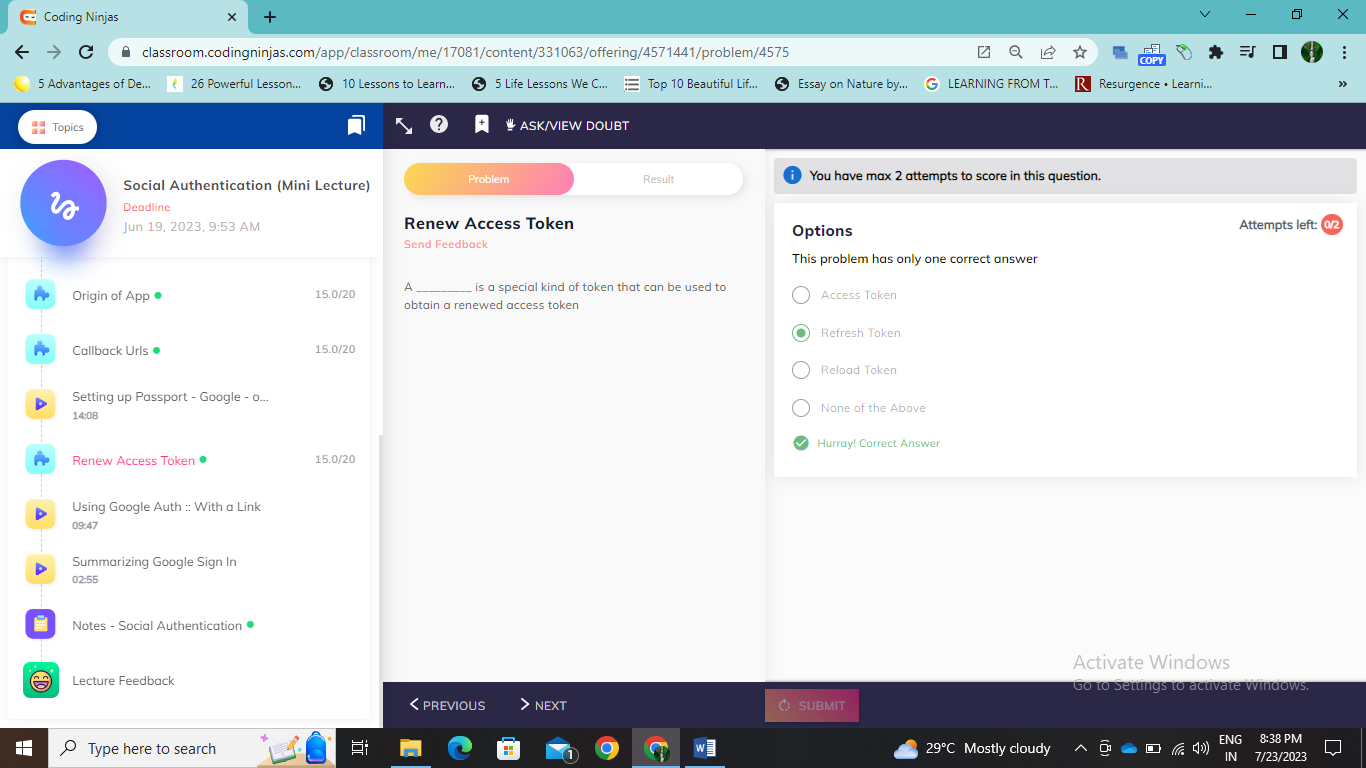 Coding Ninjas
classroom.codingninjas.com/app/classroom/me/17081/content/331063/offering/4571441/problem/4575
COPY
5 Advantages of De...
26 Powerful Lesson...
10 Lessons to Learn...
5 Life Lessons We C...
Top 10 Beautiful Lif...
Essay on Nature by...
LEARNING FROM T...
R
Resurgence • Learni...
»
Topics
ASK/VIEW DOUBT
Social Authentication (Mini Lecture)
Deadline
Jun 19, 2023, 9:53 AM
Origin of App
15.0/20
Callback Urls
15.0/20
Setting up Passport - Google - o...
14:08
Renew Access Token
15.0/20
Using Google Auth :: With a Link
09:47
Summarizing Google Sign In
02:55
Notes - Social Authentication
Lecture Feedback
Problem
Result
Renew Access Token
Send Feedback
A _________ is a special kind of token that can be used to
obtain a renewed access token
PREVIOUS
NEXT
You have max 2 attempts to score in this question.
Options
Attempts left: 0/2
This problem has only one correct answer
Access Token
Refresh Token
Reload Token
None of the Above
Hurray! Correct Answer
Activate Windows
Go to Settings to activate Windows.
SUBMIT
Type here to search
1
W
29°C Mostly cloudy
ENG
IN
8:38 PM
7/23/2023